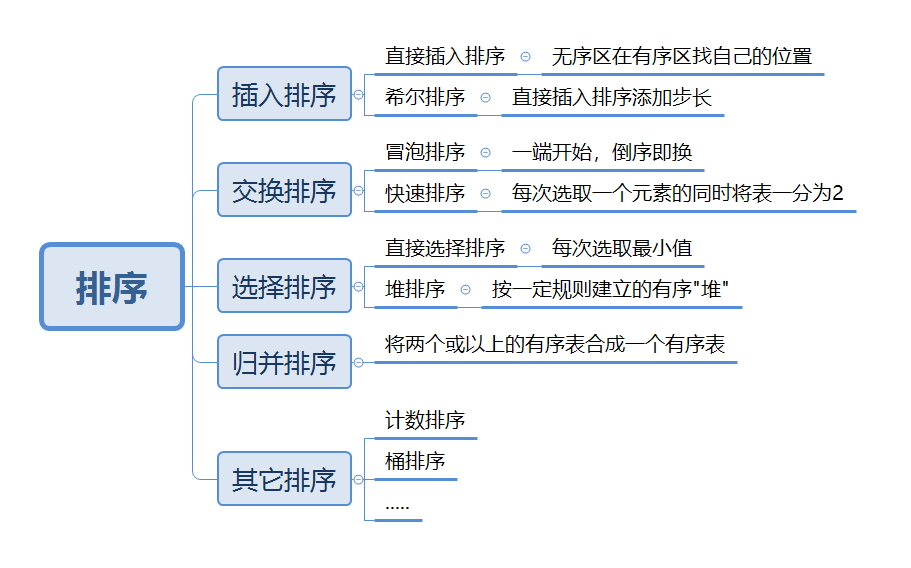 排序
插入排序
直接插入排序
无序区在有序区找自己的位置
希尔排序
直接插入排序添加步长
交换排序
冒泡排序
一端开始，倒序即换
快速排序
每次选取一个元素的同时将表一分为2
选择排序
直接选择排序
每次选取最小值
堆排序
按一定规则建立的有序"堆"
归并排序
将两个或以上的有序表合成一个有序表
其它排序
计数排序
桶排序
.....